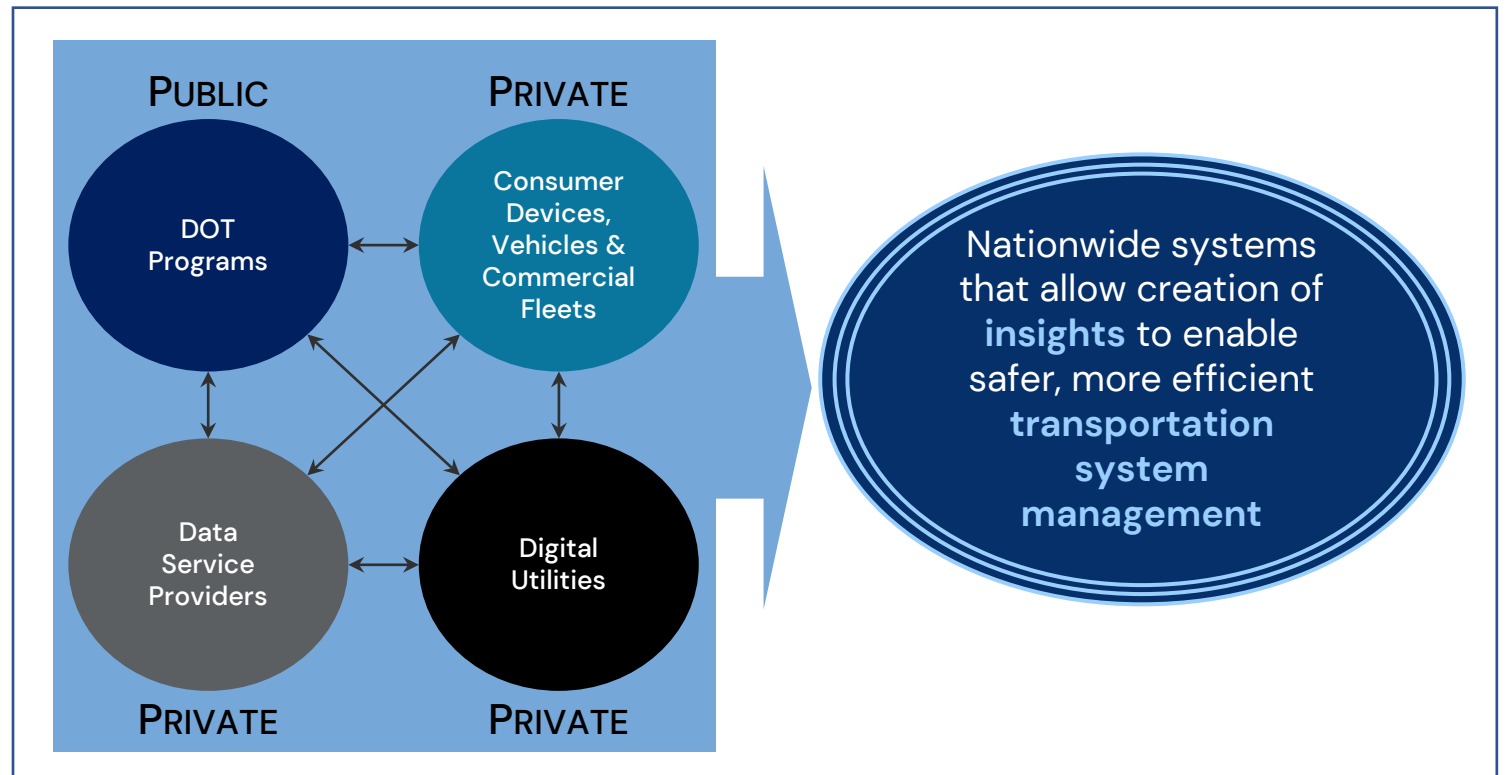 PUBLIC
PRIVATE
DOT
Programs
Consumer
Devices,
Vehicles &
Commercial
Fleets
Data
Service
Providers
Digital
Utilities
PRIVATE
PRIVATE
Nationwide systems
that allow creation of
insights to enable
safer, more efficient
transportation
system
management